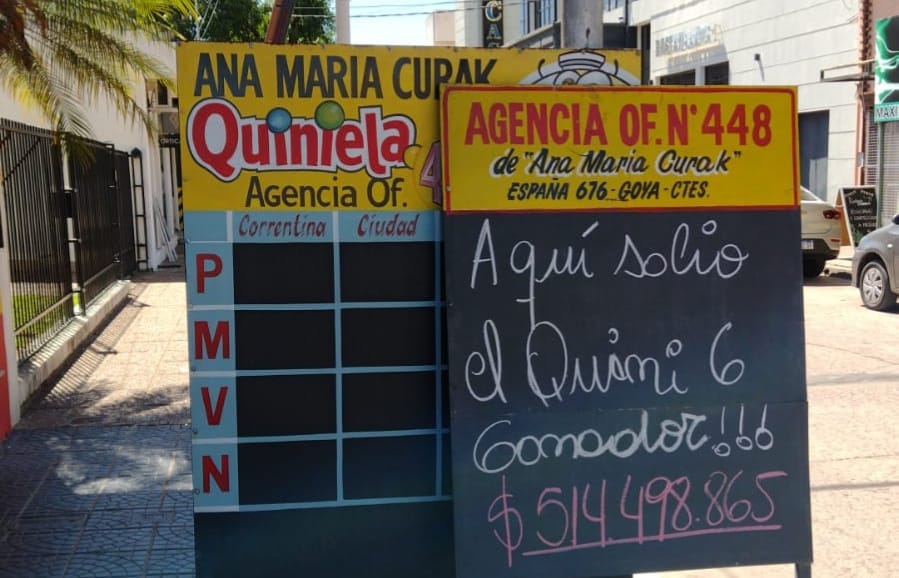 ANA MARIA CURAK
Quiniela
Agencia Of.
Correntina Ciudad
P
M
V
N
AGENCIA OF. N° 448
de "Ana Maria Curak"
ESPAÑA 676-GOYA-CTES.
Aquí salio
el Quini 6
Ganador!!!
$514.498.865
MAXI